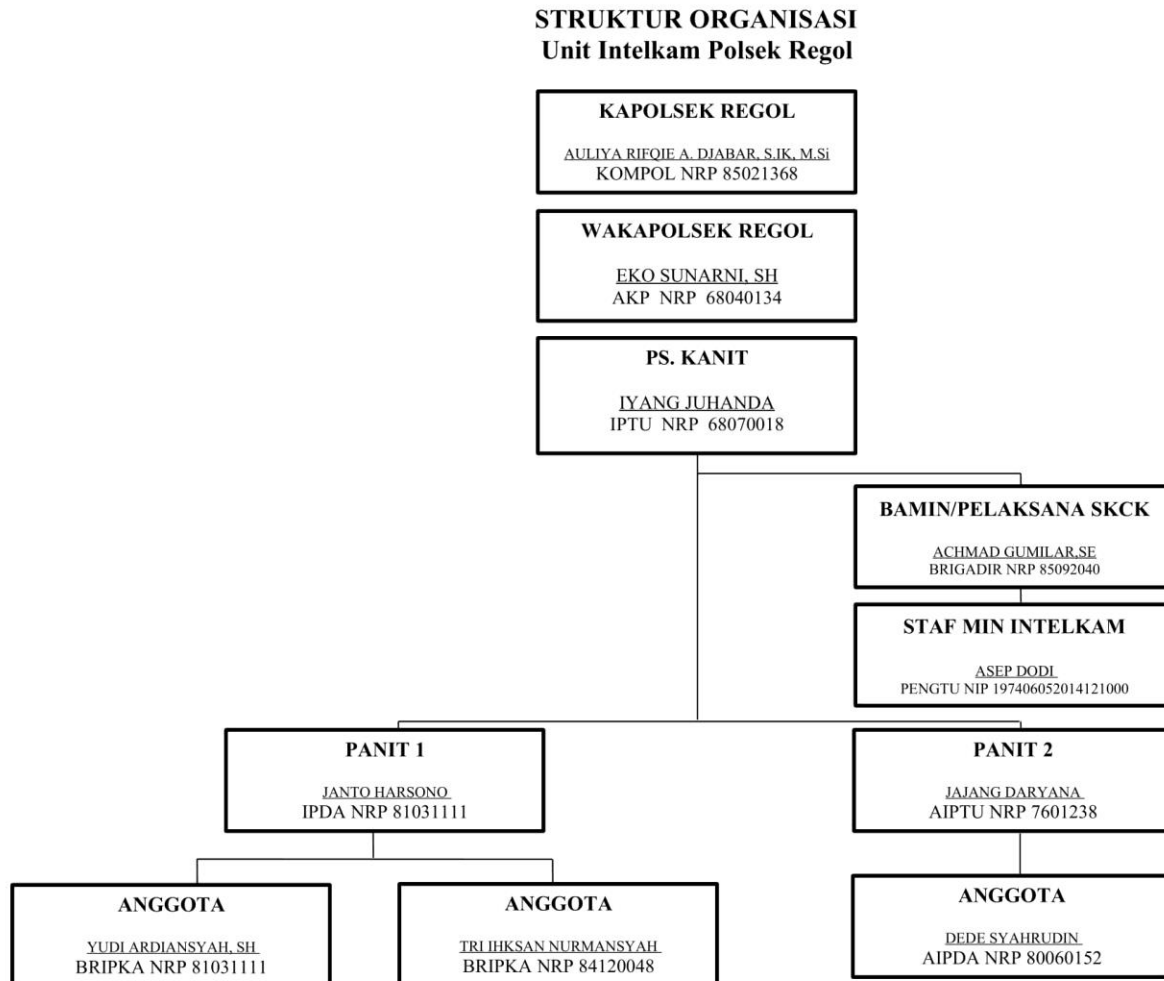 STRUKTUR ORGANISASI
Unit Intelkam Polsek Regol
KAPOLSEK REGOL
AULIYA RIFQIE A. DJABAR, S.IK, M.Si
KOMPOL NRP 85021368
WAKAPOLSEK REGOL
EKO SUNARNI, SH
AKP NRP 68040134
PS. KANIT
IYANG JUHANDA
IPTU NRP 68070018
BAMIN/PELAKSANA SKCK
ACHMAD GUMILAR,SE
BRIGADIR NRP 85092040
STAF MIN INTELKAM
ASEP DODI
PENGTU NIP 197406052014121000
PANIT 1
JANTO HARSONO
IPDA NRP 81031111
PANIT 2
JAJANG DARYANA
AIPTU NRP 7601238
ANGGOTA
YUDI ARDIANSYAH, SH
BRIPKA NRP 81031111
ANGGOTA
TRI IHKSAN NURMANSYAH
BRIPKA NRP 84120048
ANGGOTA
DEDE SYAHRUDIN
AIPDA NRP 80060152